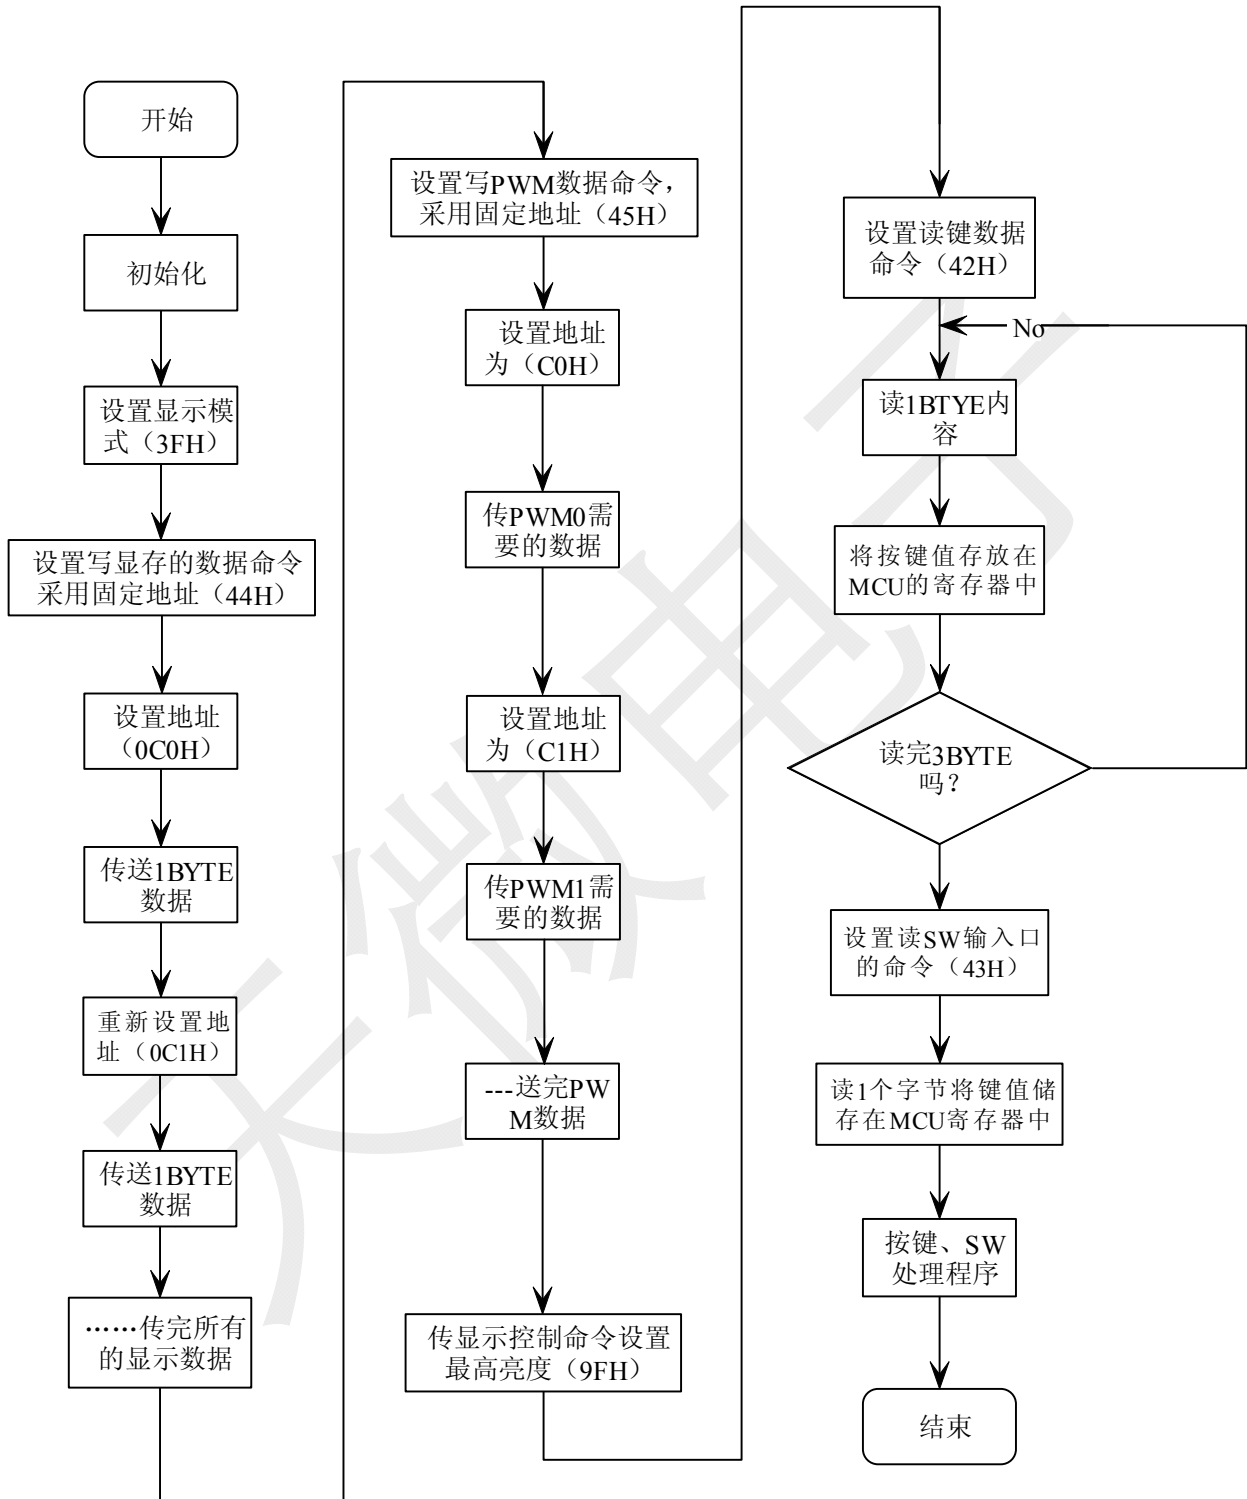 开始
初始化
设置显示模
式（3FH）
设置写显存的数据命令
采用固定地址（44H）
设置地址
（0C0H）
传送1BYTE
数据
重新设置地
址（0C1H）
传送1BYTE
数据
……传完所有
的显示数据
设置写PWM数据命令，
采用固定地址（45H）
设置地址
为（C0H）
传PWM0需
要的数据
设置地址
为（C1H）
传PWM1需
要的数据
---送完PW
M数据
传显示控制命令设置
最高亮度（9FH）
设置读键数据
命令（42H）
No
读1BTYE内
容
将按键值存放在
MCU的寄存器中
读完3BYTE
吗？
设置读SW输入口
的命令（43H）
读1个字节将键值储
存在MCU寄存器中
按键、SW
处理程序
结束
天微电子